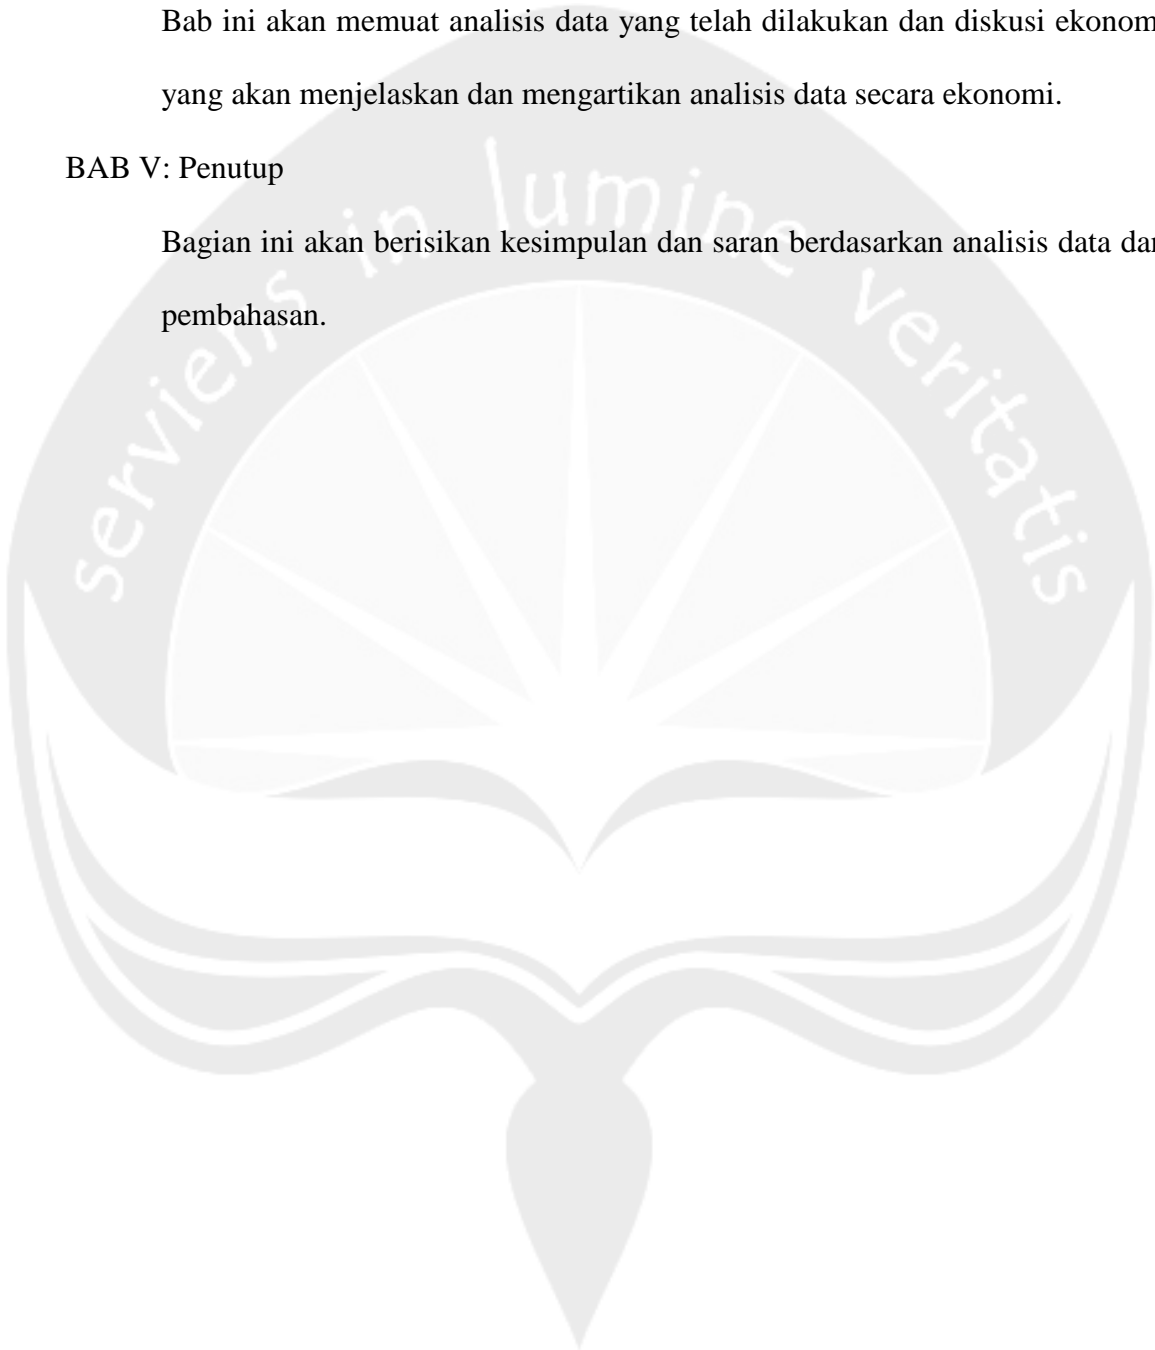 Bab ini akan memuat analisis data yang telah dilakukan dan diskusi ekonom
yang akan menjelaskan dan mengartikan analisis data secara ekonomi.
BAB V: Penutup
serviens in lumine veritatis
Bagian ini akan berisikan kesimpulan dan saran berdasarkan analisis data dan
pembahasan.